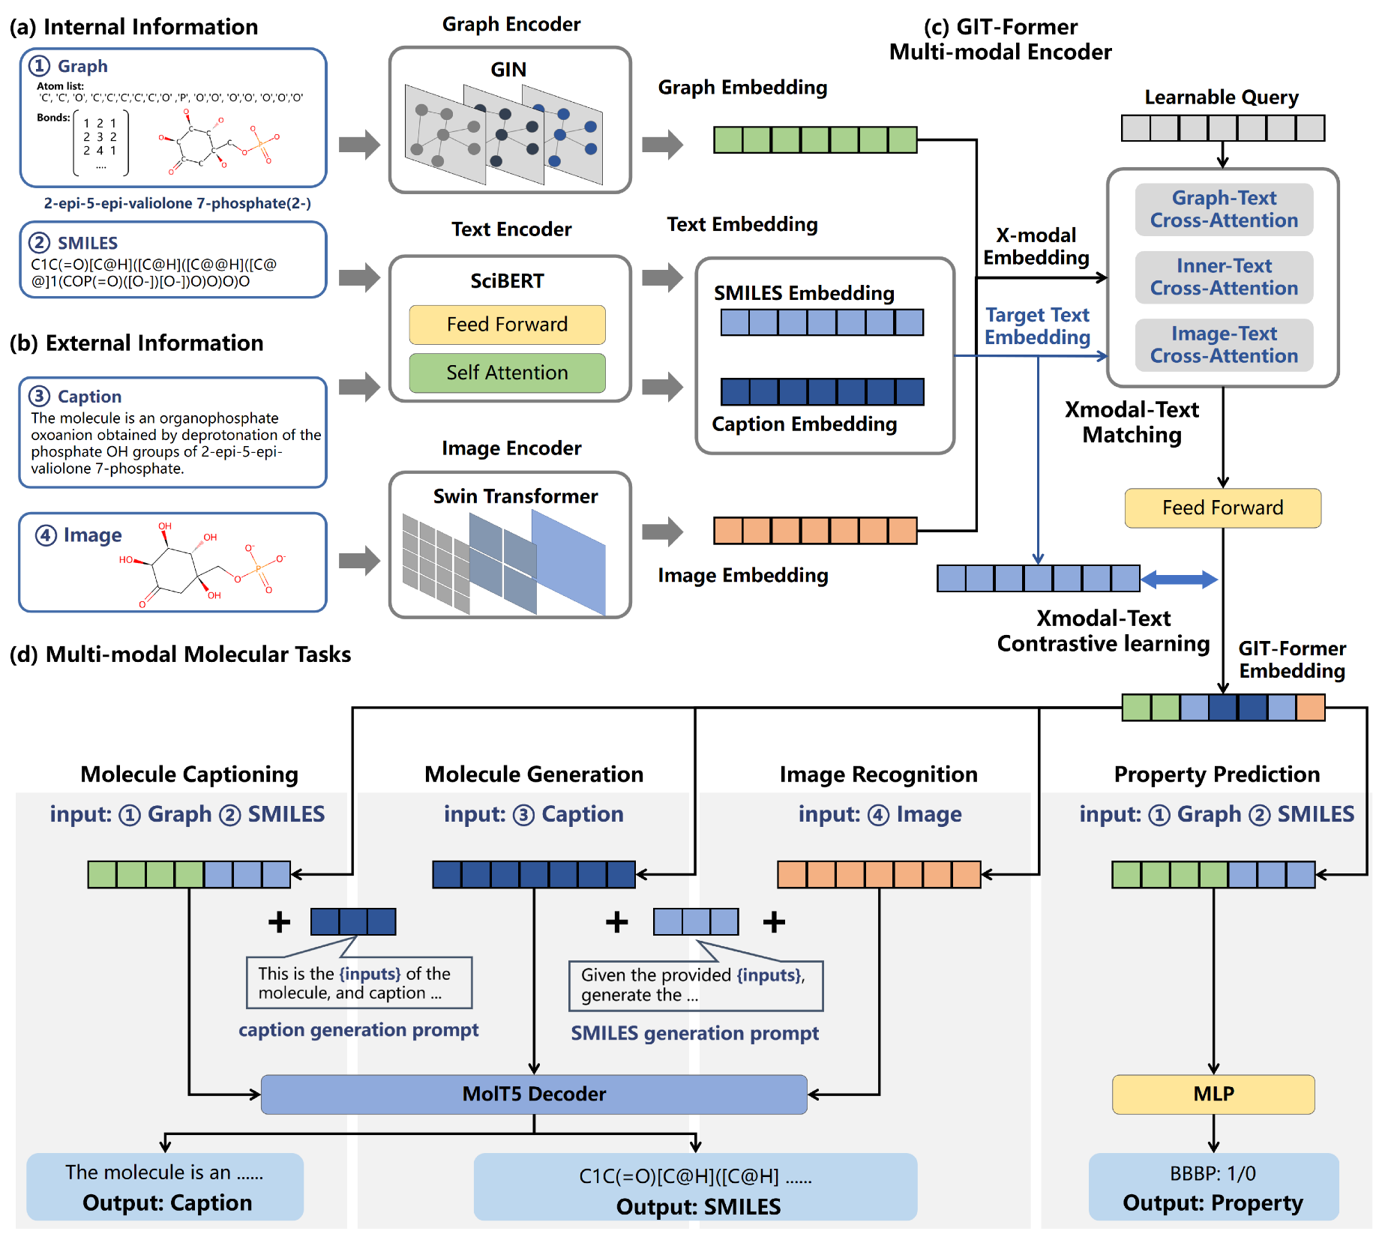 (a) Internal Information
① Graph
Atom list:
'C', 'C', 'O', 'C,'C,'C,'C,'C,'O' ,'P', 'O','O','O,'O', 'O','O','O'
Bonds:
1 2 1
2 3 2
2 4 1
....
2-epi-5-epi-valiolone 7-phosphate(2-)
② SMILES
C1C(=O)[C@H]([C@H]([C@@H]([C@
@]1(COP(=O)([O-])[O-])O)O)O)O
(b) External Information
③ Caption
The molecule is an organophosphate
oxoanion obtained by deprotonation of the
phosphate OH groups of 2-epi-5-epi-
valiolone 7-phosphate.
④ Image
OH
OH
HO
OH
O
O
P
O⁻
O⁻
O
Graph Encoder
GIN
Text Encoder
SciBERT
Feed Forward
Self Attention
Image Encoder
Swin Transformer
Graph Embedding
Text Embedding
SMILES Embedding
Caption Embedding
Image Embedding
(c) GIT-Former
Multi-modal Encoder
Learnable Query
Graph-Text
Cross-Attention
Inner-Text
Cross-Attention
Image-Text
Cross-Attention
X-modal
Embedding
Target Text
Embedding
Xmodal-Text
Matching
Feed Forward
Xmodal-Text
Contrastive learning
GIT-Former
Embedding
(d) Multi-modal Molecular Tasks
Molecule Captioning
input: ① Graph ② SMILES
+
This is the {inputs} of the
molecule, and caption ...
caption generation prompt
Molecule Generation
input: ③ Caption
+
Given the provided {inputs},
generate the ...
SMILES generation prompt
+
Image Recognition
input: ④ Image
Property Prediction
input: ① Graph ② SMILES
MolT5 Decoder
MLP
The molecule is an ......
Output: Caption
C1C(=O)[C@H]([C@H] ......
Output: SMILES
BBBP: 1/0
Output: Property